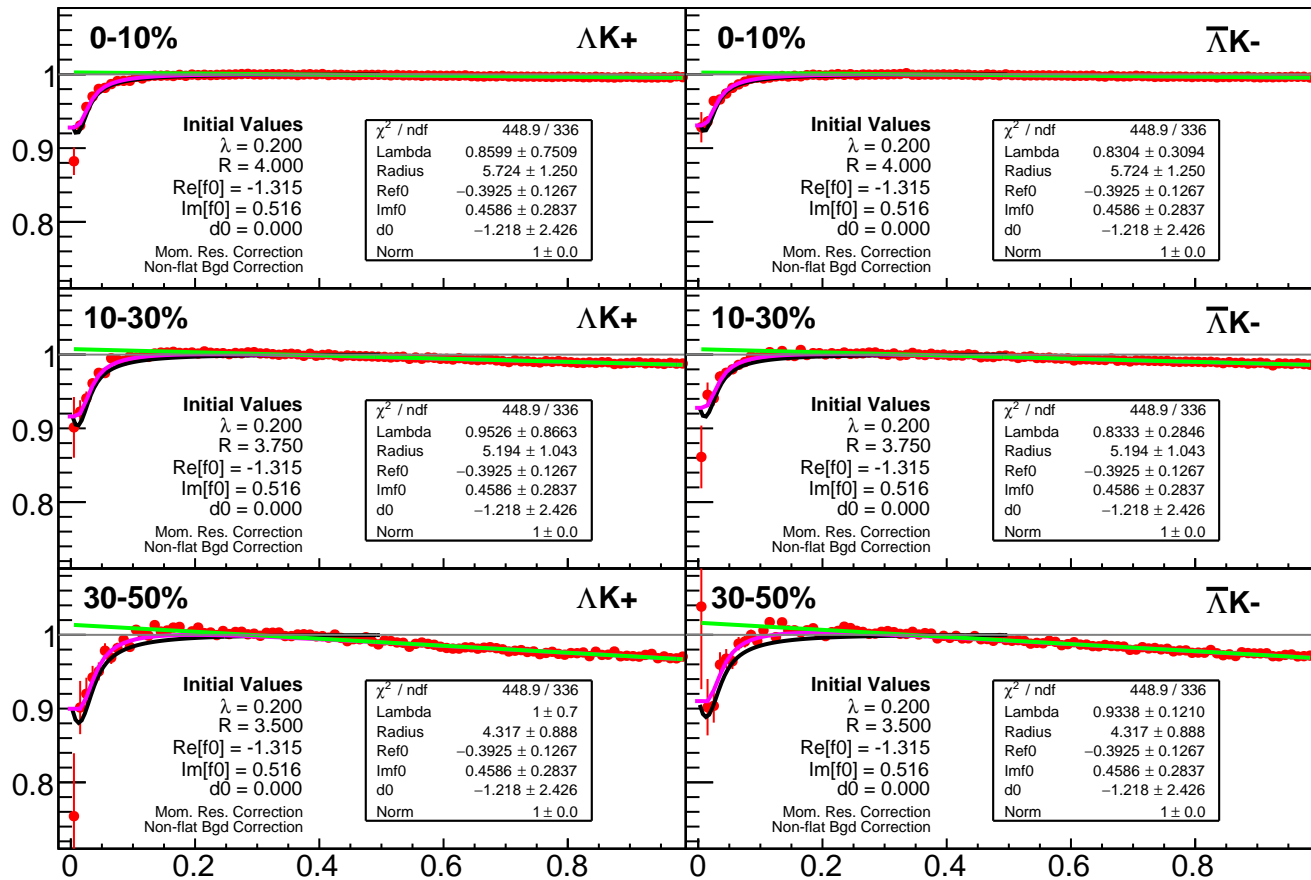 0-10%
ΛK+
Initial Values
λ = 0.200
R = 4.000
Re[f0] = -1.315
Im[f0] = 0.516
d0 = 0.000
Mom. Res. Correction
Non-flat Bgd Correction
χ² / ndf 448.9 / 336
Lambda 0.8599 ± 0.7509
Radius 5.724 ± 1.250
Ref0 −0.3925 ± 0.1267
Imf0 0.4586 ± 0.2837
d0 −1.218 ± 2.426
Norm 1 ± 0.0
1
0.9
0.8
0-10%
Λ̅K-
Initial Values
λ = 0.200
R = 4.000
Re[f0] = -1.315
Im[f0] = 0.516
d0 = 0.000
Mom. Res. Correction
Non-flat Bgd Correction
χ² / ndf 448.9 / 336
Lambda 0.8304 ± 0.3094
Radius 5.724 ± 1.250
Ref0 −0.3925 ± 0.1267
Imf0 0.4586 ± 0.2837
d0 −1.218 ± 2.426
Norm 1 ± 0.0
10-30%
ΛK+
Initial Values
λ = 0.200
R = 3.750
Re[f0] = -1.315
Im[f0] = 0.516
d0 = 0.000
Mom. Res. Correction
Non-flat Bgd Correction
χ² / ndf 448.9 / 336
Lambda 0.9526 ± 0.8663
Radius 5.194 ± 1.043
Ref0 −0.3925 ± 0.1267
Imf0 0.4586 ± 0.2837
d0 −1.218 ± 2.426
Norm 1 ± 0.0
1
0.9
0.8
10-30%
Λ̅K-
Initial Values
λ = 0.200
R = 3.750
Re[f0] = -1.315
Im[f0] = 0.516
d0 = 0.000
Mom. Res. Correction
Non-flat Bgd Correction
χ² / ndf 448.9 / 336
Lambda 0.8333 ± 0.2846
Radius 5.194 ± 1.043
Ref0 −0.3925 ± 0.1267
Imf0 0.4586 ± 0.2837
d0 −1.218 ± 2.426
Norm 1 ± 0.0
30-50%
ΛK+
Initial Values
λ = 0.200
R = 3.500
Re[f0] = -1.315
Im[f0] = 0.516
d0 = 0.000
Mom. Res. Correction
Non-flat Bgd Correction
χ² / ndf 448.9 / 336
Lambda 1 ± 0.7
Radius 4.317 ± 0.888
Ref0 −0.3925 ± 0.1267
Imf0 0.4586 ± 0.2837
d0 −1.218 ± 2.426
Norm 1 ± 0.0
1
0.9
0.8
30-50%
Λ̅K-
Initial Values
λ = 0.200
R = 3.500
Re[f0] = -1.315
Im[f0] = 0.516
d0 = 0.000
Mom. Res. Correction
Non-flat Bgd Correction
χ² / ndf 448.9 / 336
Lambda 0.9338 ± 0.1210
Radius 4.317 ± 0.888
Ref0 −0.3925 ± 0.1267
Imf0 0.4586 ± 0.2837
d0 −1.218 ± 2.426
Norm 1 ± 0.0
0 0.2 0.4 0.6 0.8 0 0.2 0.4 0.6 0.8